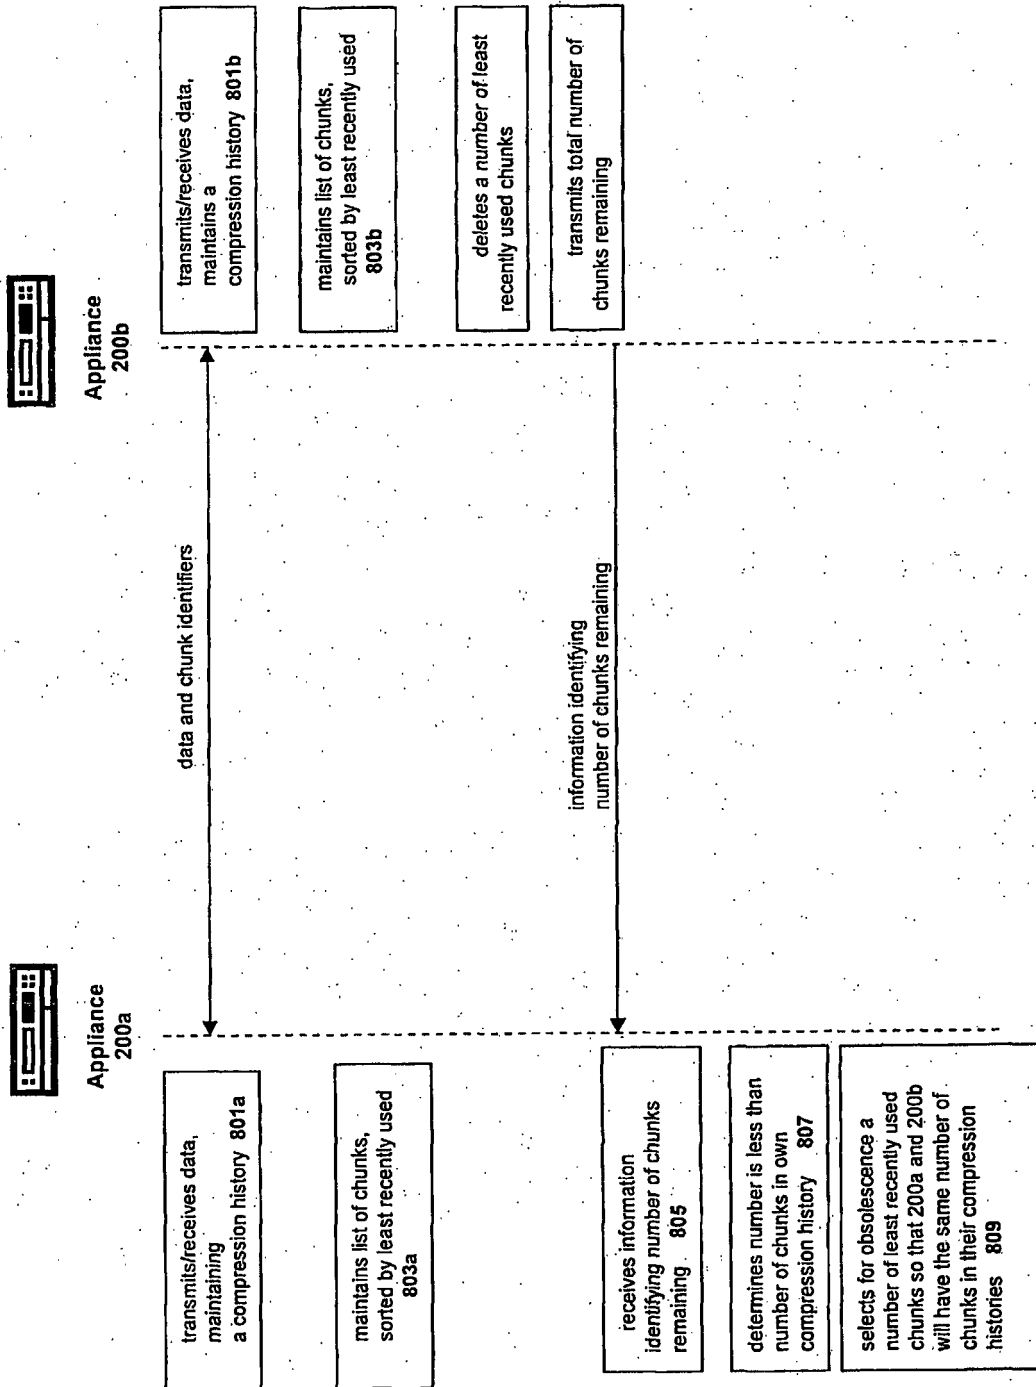 Appliance
200a
Appliance
200b
transmits/receives data,
maintaining
a compression history 801a
data and chunk identifiers
transmits/receives data,
maintains a
compression history 801b
maintains list of chunks,
sorted by least recently used
803a
maintains list of chunks,
sorted by least recently used
803b
deletes a number of least
recently used chunks
transmits total number of
chunks remaining
information identifying
number of chunks remaining
receives information
identifying number of chunks
remaining 805
determines number is less than
number of chunks in own
compression history 807
selects for obsolescence a
number of least recently used
chunks so that 200a and 200b
will have the same number of
chunks in their compression
histories 809